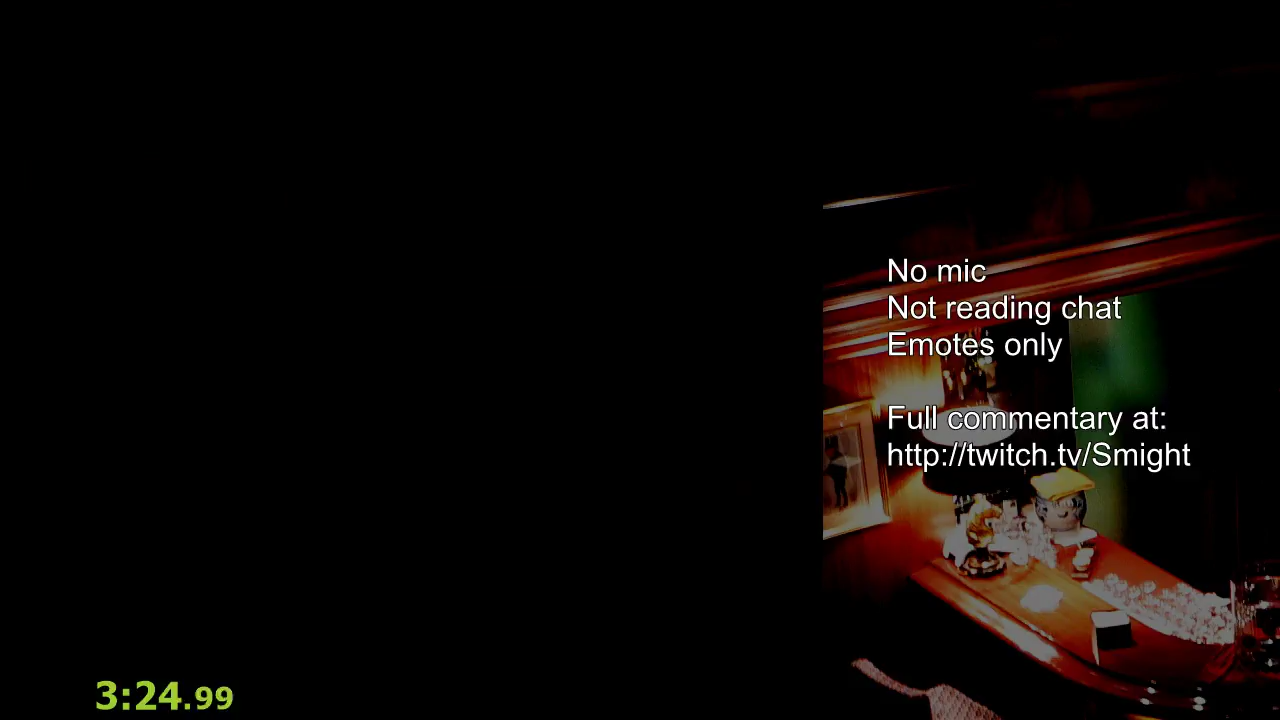 No mic
Not reading chat
Emotes only
Full commentary at:
http://twitch.tv/Smight
3:24.99